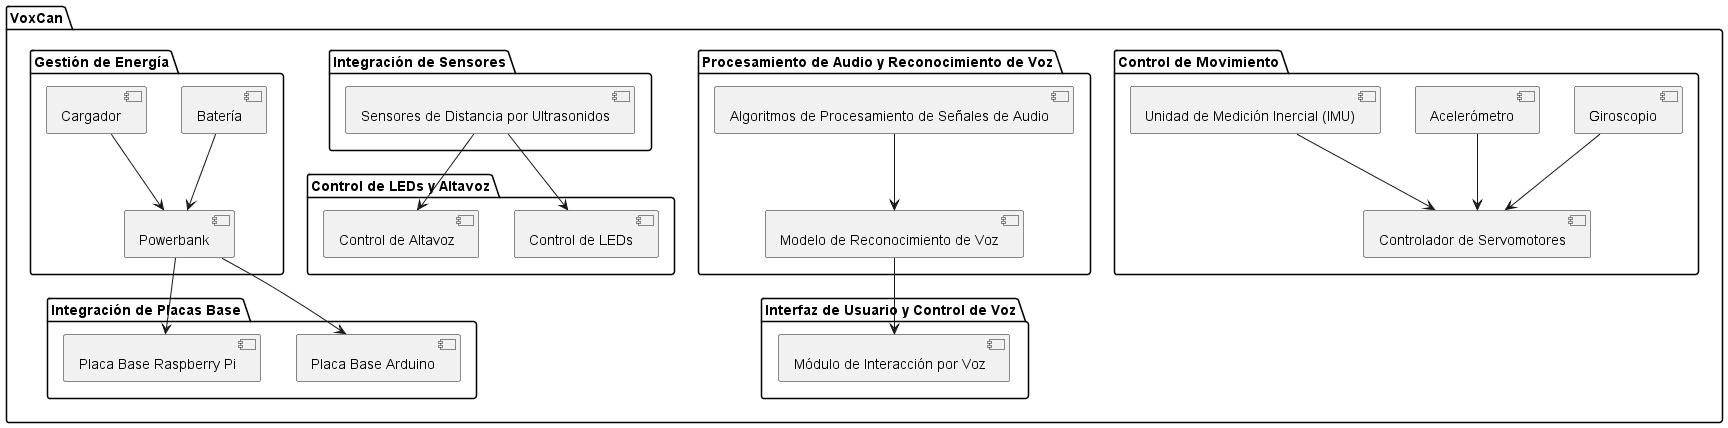 VoxCan
Gestión de Energía
Cargador
Batería
Powerbank
Integración de Placas Base
Placa Base Raspberry Pi
Placa Base Arduino
Integración de Sensores
Sensores de Distancia por Ultrasonidos
Control de LEDs y Altavoz
Control de Altavoz
Control de LEDs
Procesamiento de Audio y Reconocimiento de Voz
Algoritmos de Procesamiento de Señales de Audio
Modelo de Reconocimiento de Voz
Interfaz de Usuario y Control de Voz
Módulo de Interacción por Voz
Control de Movimiento
Unidad de Medición Inercial (IMU)
Acelerómetro
Giroscopio
Controlador de Servomotores